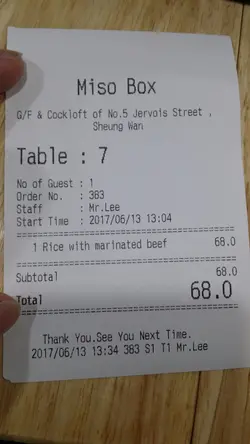 Miso Box
G/F & Cockloft of No.5 Jervois Street ,
Sheung Wan
Table : 7
No of Guest : 1
Order No. : 383
Staff : Mr.Lee
Start Time : 2017/06/13 13:04
1 Rice with marinated beef 68.0
Subtotal 68.0
Total 68.0
Thank You.See You Next Time.
2017/06/13 13:34 383 S1 T1 Mr.Lee